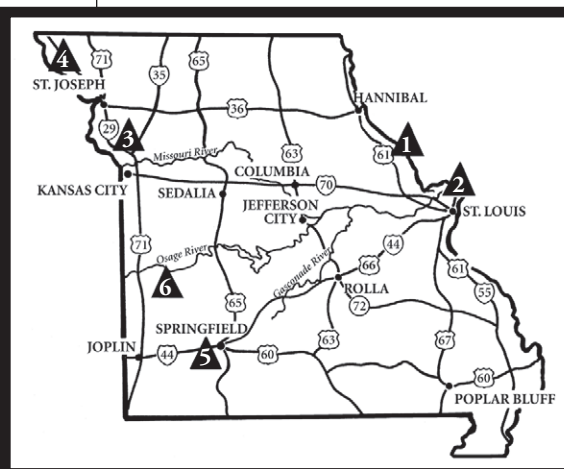 4
71
35
65
ST. JOSEPH
HANNIBAL
36
29
3
63
61
1
Missouri River
COLUMBIA
2
KANSAS CITY
SEDALIA
70
JEFFERSON
CITY
ST. LOUIS
71
Osage River
44
6
Gasconade River
66
61
65
ROLLA
55
72
SPRINGFIELD
JOPLIN
44
5
60
63
67
60
POPLAR BLUFF